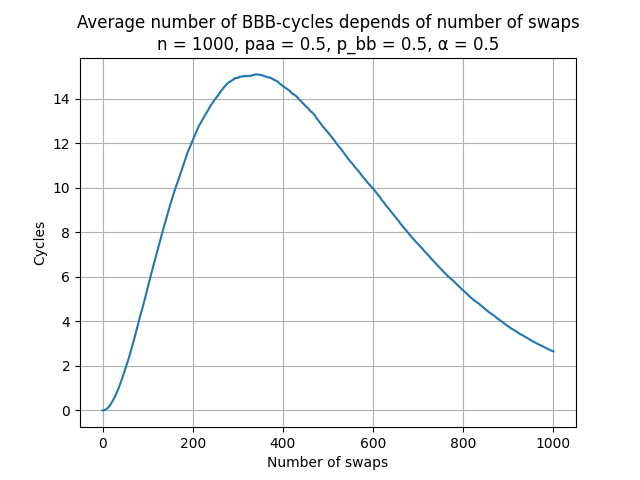 Average number of BBB-cycles depends of number of swaps
n = 1000, paa = 0.5, p_bb = 0.5, α = 0.5
14
12
10
8
6
4
2
0
Cycles
0 200 400 600 800 1000
Number of swaps